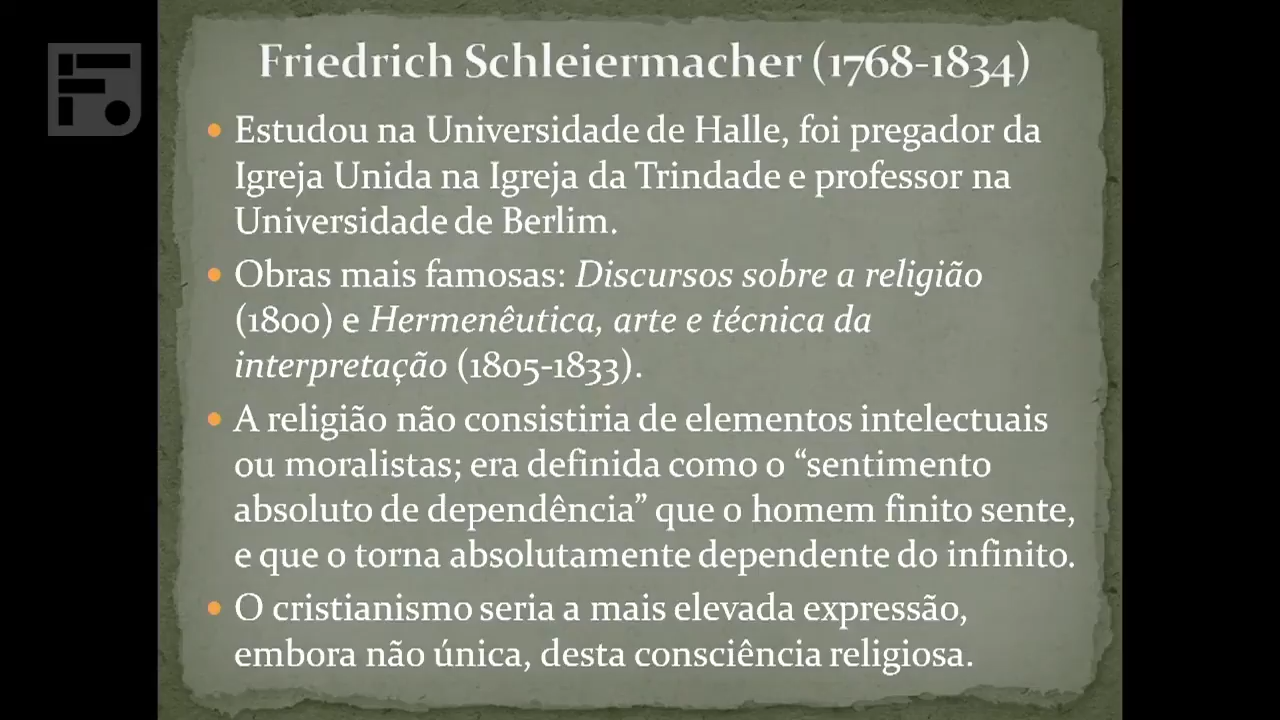 Friedrich Schleiermacher (1768-1834)
• Estudou na Universidade de Halle, foi pregador da
Igreja Unida na Igreja da Trindade e professor na
Universidade de Berlim.
• Obras mais famosas: Discursos sobre a religião
(1800) e Hermenêutica, arte e técnica da
interpretação (1805-1833).
• A religião não consistiria de elementos intelectuais
ou moralistas; era definida como o “sentimento
absoluto de dependência” que o homem finito sente,
e que o torna absolutamente dependente do infinito.
• O cristianismo seria a mais elevada expressão,
embora não única, desta consciência religiosa.